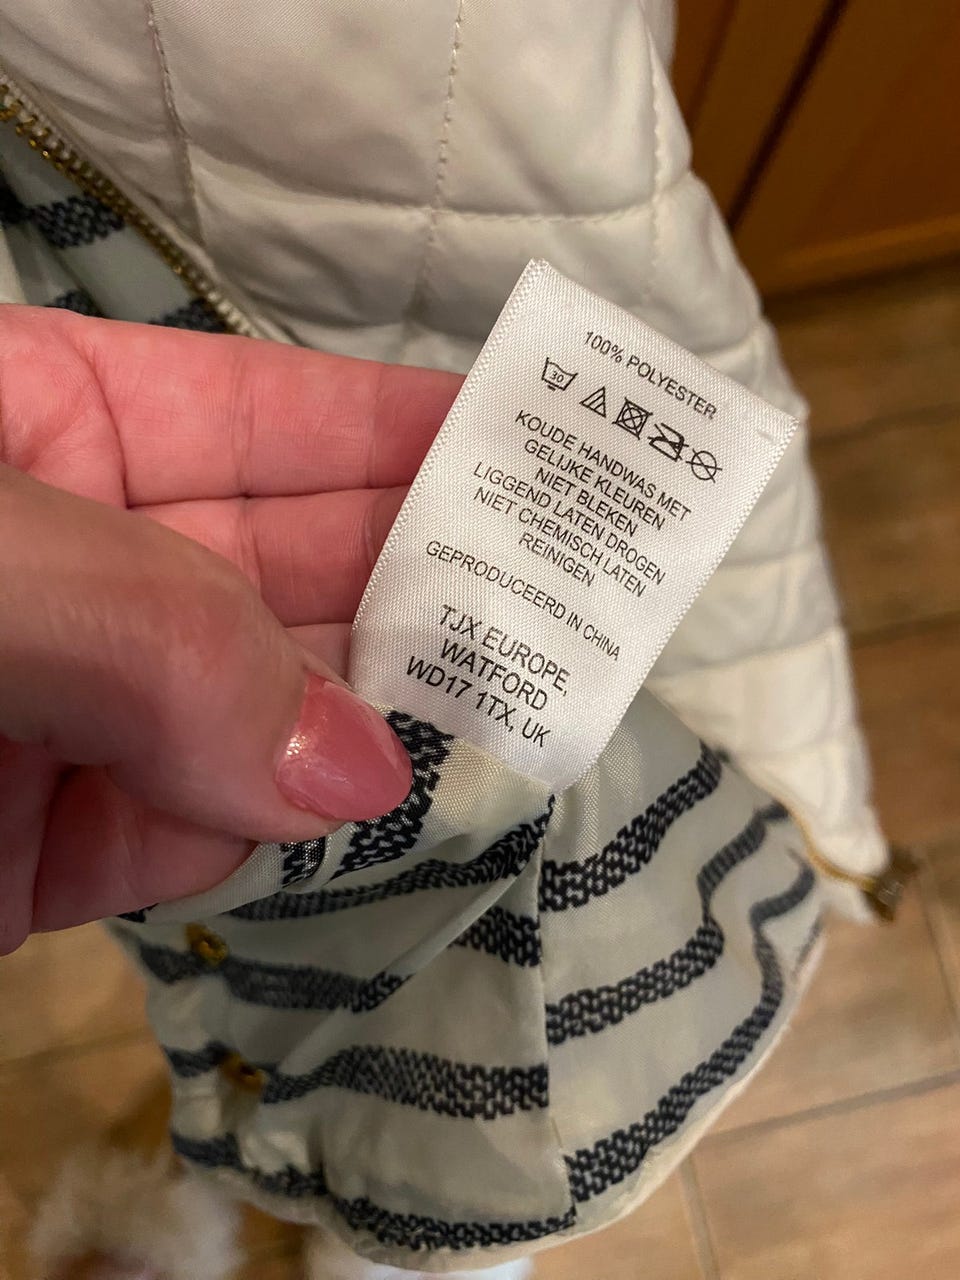 100% POLYESTER
30
KOUDE HANDWAS MET
GELIJKE KLEUREN
NIET BLEKEN
LIGGEND LATEN DROGEN
NIET CHEMISCH LATEN
REINIGEN
GEPRODUCEERD IN CHINA
TJX EUROPE,
WATFORD
WD17 1TX, UK